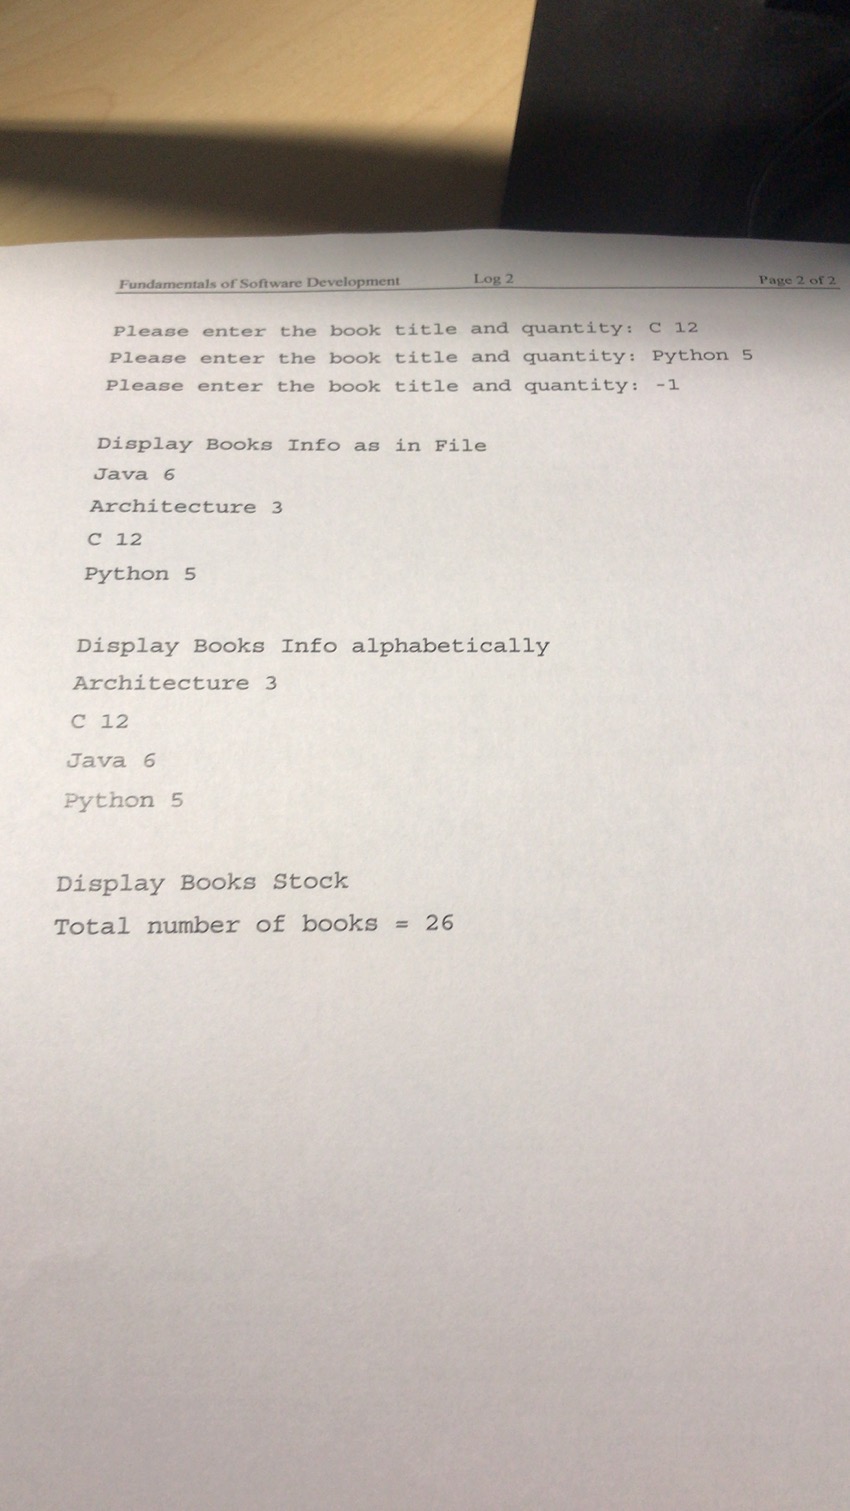 Fundamentals of Software Development Log 2 Page 2 of 2
Please enter the book title and quantity: C 12
Please enter the book title and quantity: Python 5
Please enter the book title and quantity: -1
Display Books Info as in File
Java 6
Architecture 3
C 12
Python 5
Display Books Info alphabetically
Architecture 3
C 12
Java 6
Python 5
Display Books Stock
Total number of books = 26